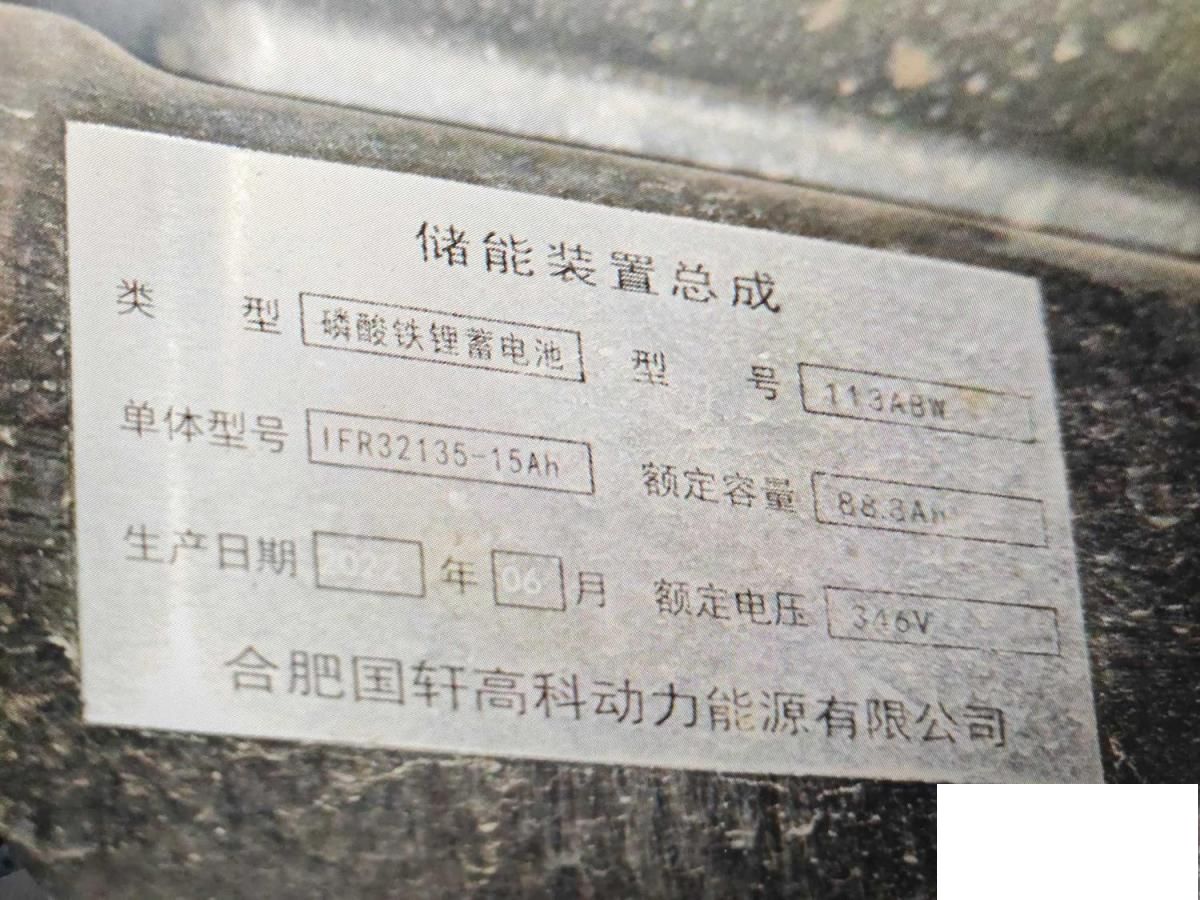 储能装置总成
类 型 磷酸铁锂蓄电池 型 号 113ABW
单体型号 IFR32135-15Ah 额定容量 88.3Ah
生产日期 2022 年 06 月 额定电压 346V
合肥国轩高科动力能源有限公司